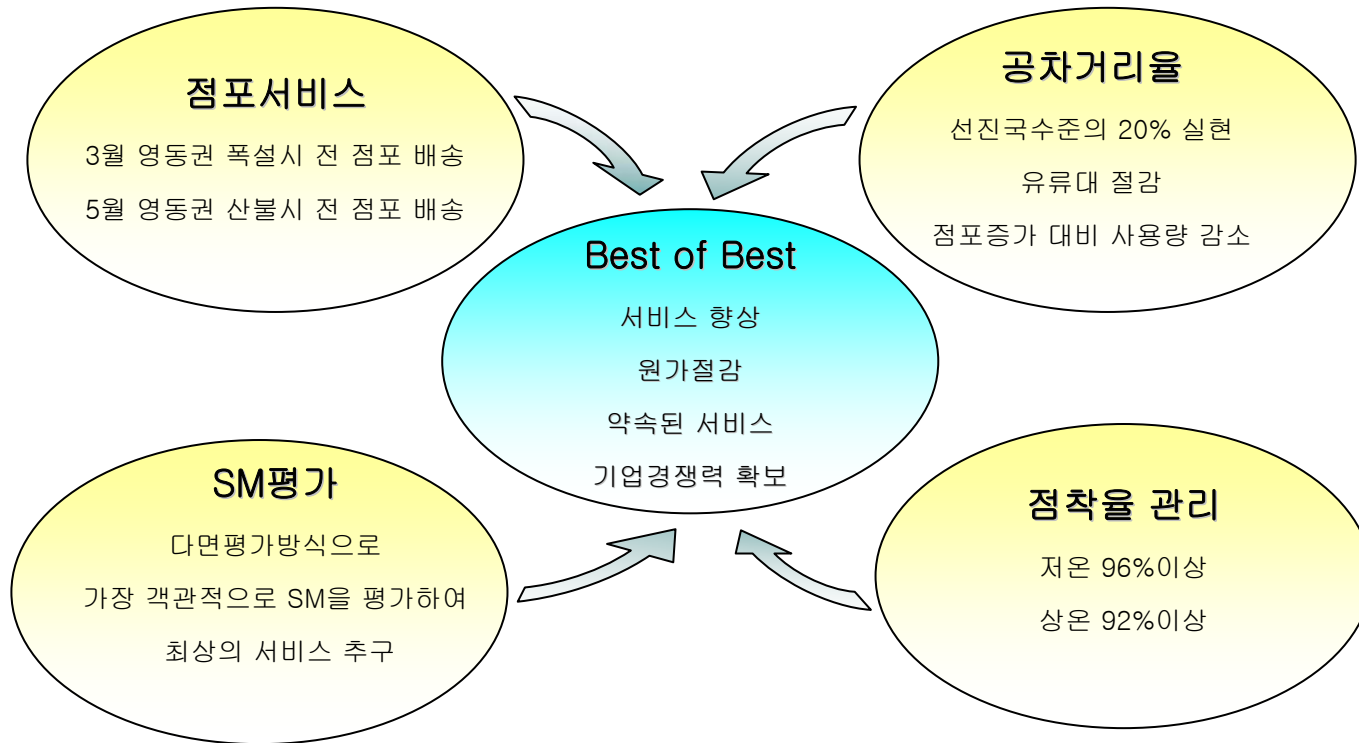 점포서비스
3월 영동권 폭설시 전 점포 배송
5월 영동권 산불시 전 점포 배송
공차거리율
선진국수준의 20% 실현
유류대 절감
점포증가 대비 사용량 감소
Best of Best
서비스 향상
원가절감
약속된 서비스
기업경쟁력 확보
SM평가
다면평가방식으로
가장 객관적으로 SM을 평가하여
최상의 서비스 추구
점착율 관리
저온 96%이상
상온 92%이상